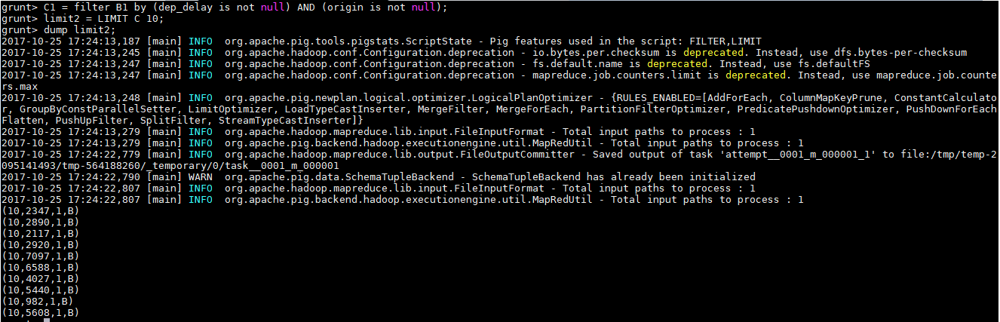 grunt> C1 = filter B1 by (dep_delay is not null) AND (origin is not null);
grunt> limit2 = LIMIT C 10;
grunt> dump limit2;
2017-10-25 17:24:13,187 [main] INFO  org.apache.pig.tools.pigstats.ScriptState - Pig features used in the script: FILTER,LIMIT
2017-10-25 17:24:13,245 [main] INFO  org.apache.hadoop.conf.Configuration.deprecation - io.bytes.per.checksum is deprecated. Instead, use dfs.bytes-per-checksum
2017-10-25 17:24:13,247 [main] INFO  org.apache.hadoop.conf.Configuration.deprecation - fs.default.name is deprecated. Instead, use fs.defaultFS
2017-10-25 17:24:13,247 [main] INFO  org.apache.hadoop.conf.Configuration.deprecation - mapreduce.job.counters.limit is deprecated. Instead, use mapreduce.job.counte
rs.max
2017-10-25 17:24:13,248 [main] INFO  org.apache.pig.newplan.logical.optimizer.LogicalPlanOptimizer - {RULES_ENABLED=[AddForEach, ColumnMapKeyPrune, ConstantCalculato
r, GroupByConstParallelSetter, LimitOptimizer, LoadTypeCastInserter, MergeFilter, MergeForEach, PartitionFilterOptimizer, PredicatePushdownOptimizer, PushDownForEach
Flatten, PushUpFilter, SplitFilter, StreamTypeCastInserter]}
2017-10-25 17:24:13,279 [main] INFO  org.apache.hadoop.mapreduce.lib.input.FileInputFormat - Total input paths to process : 1
2017-10-25 17:24:13,279 [main] INFO  org.apache.pig.backend.hadoop.executionengine.util.MapRedUtil - Total input paths to process : 1
2017-10-25 17:24:22,779 [main] INFO  org.apache.hadoop.mapreduce.lib.output.FileOutputCommitter - Saved output of task 'attempt__0001_m_000001_1' to file:/tmp/temp-2
095141493/tmp-564188260/_temporary/0/task__0001_m_000001
2017-10-25 17:24:22,790 [main] WARN  org.apache.pig.data.SchemaTupleBackend - SchemaTupleBackend has already been initialized
2017-10-25 17:24:22,807 [main] INFO  org.apache.hadoop.mapreduce.lib.input.FileInputFormat - Total input paths to process : 1
2017-10-25 17:24:22,807 [main] INFO  org.apache.pig.backend.hadoop.executionengine.util.MapRedUtil - Total input paths to process : 1
(10,2347,1,B)
(10,2890,1,B)
(10,2117,1,B)
(10,2920,1,B)
(10,7097,1,B)
(10,6588,1,B)
(10,4027,1,B)
(10,5440,1,B)
(10,982,1,B)
(10,5608,1,B)